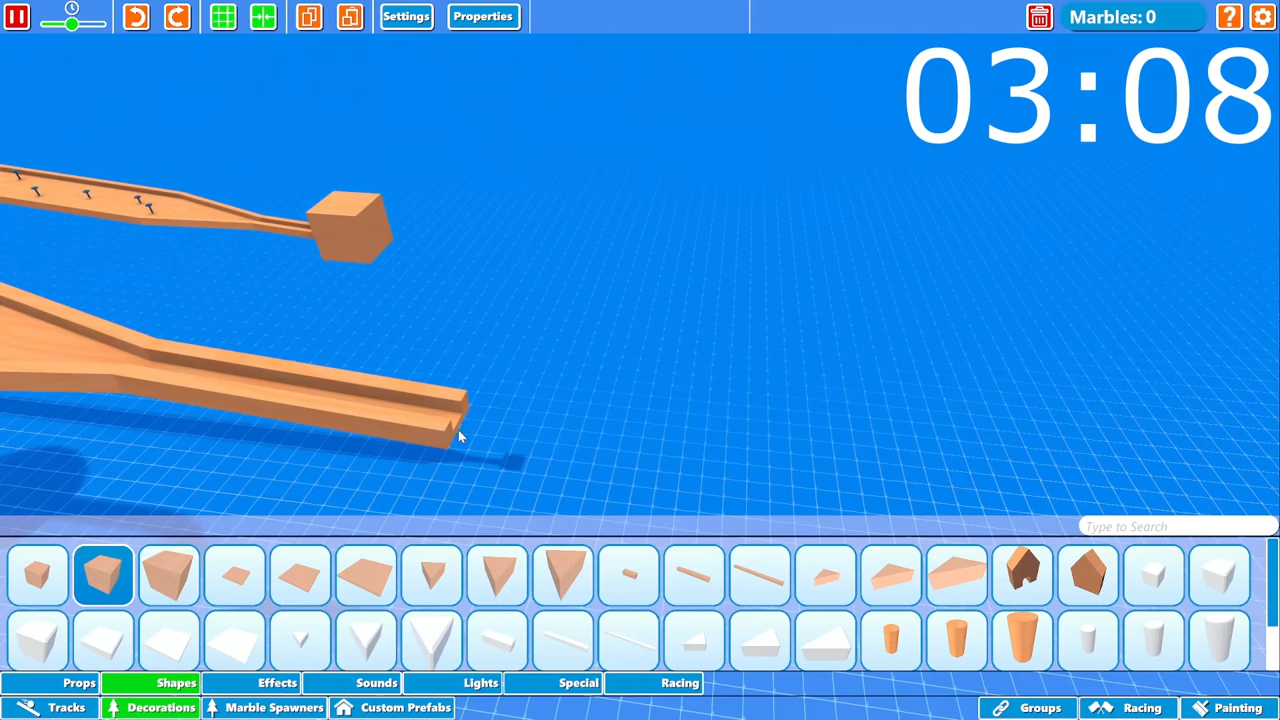 Settings
Properties
Marbles: 0
?
03:08
Type to Search
Props
Shapes
Effects
Sounds
Lights
Special
Racing
Tracks
Decorations
Marble Spawners
Custom Prefabs
Groups
Racing
Painting